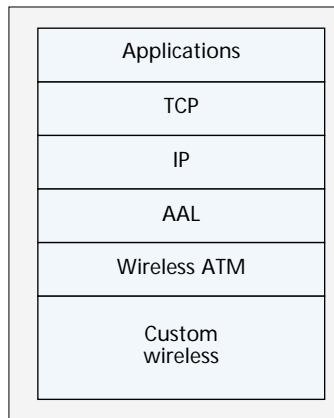 Applications
TCP
IP
AAL
Wireless ATM
Custom
wireless